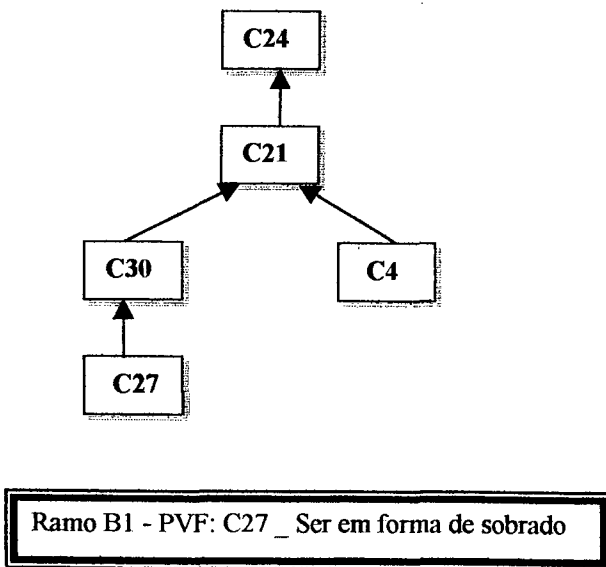 C24
C21
C30
C4
C27
Ramo B1 - PVF: C27 _ Ser em forma de sobrado